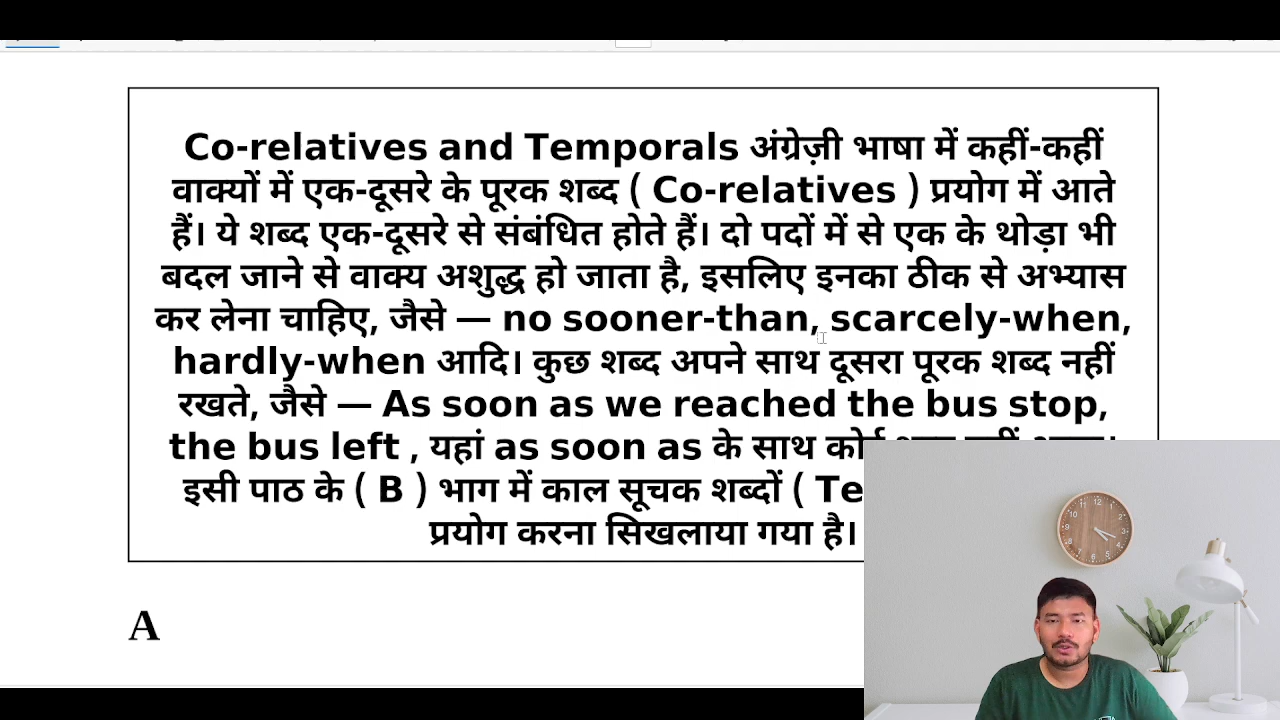 Co-relatives and Temporals अंग्रेज़ी भाषा में कहीं-कहीं
वाक्यों में एक-दूसरे के पूरक शब्द ( Co-relatives ) प्रयोग में आते
हैं। ये शब्द एक-दूसरे से संबंधित होते हैं। दो पदों में से एक के थोड़ा भी
बदल जाने से वाक्य अशुद्ध हो जाता है, इसलिए इनका ठीक से अभ्यास
कर लेना चाहिए, जैसे — no sooner-than, scarcely-when,
hardly-when आदि। कुछ शब्द अपने साथ दूसरा पूरक शब्द नहीं
रखते, जैसे — As soon as we reached the bus stop,
the bus left , यहां as soon as के साथ
इसी पाठ के ( B ) भाग में काल सूचक शब्दों (
प्रयोग करना सिखलाया गया है।
A